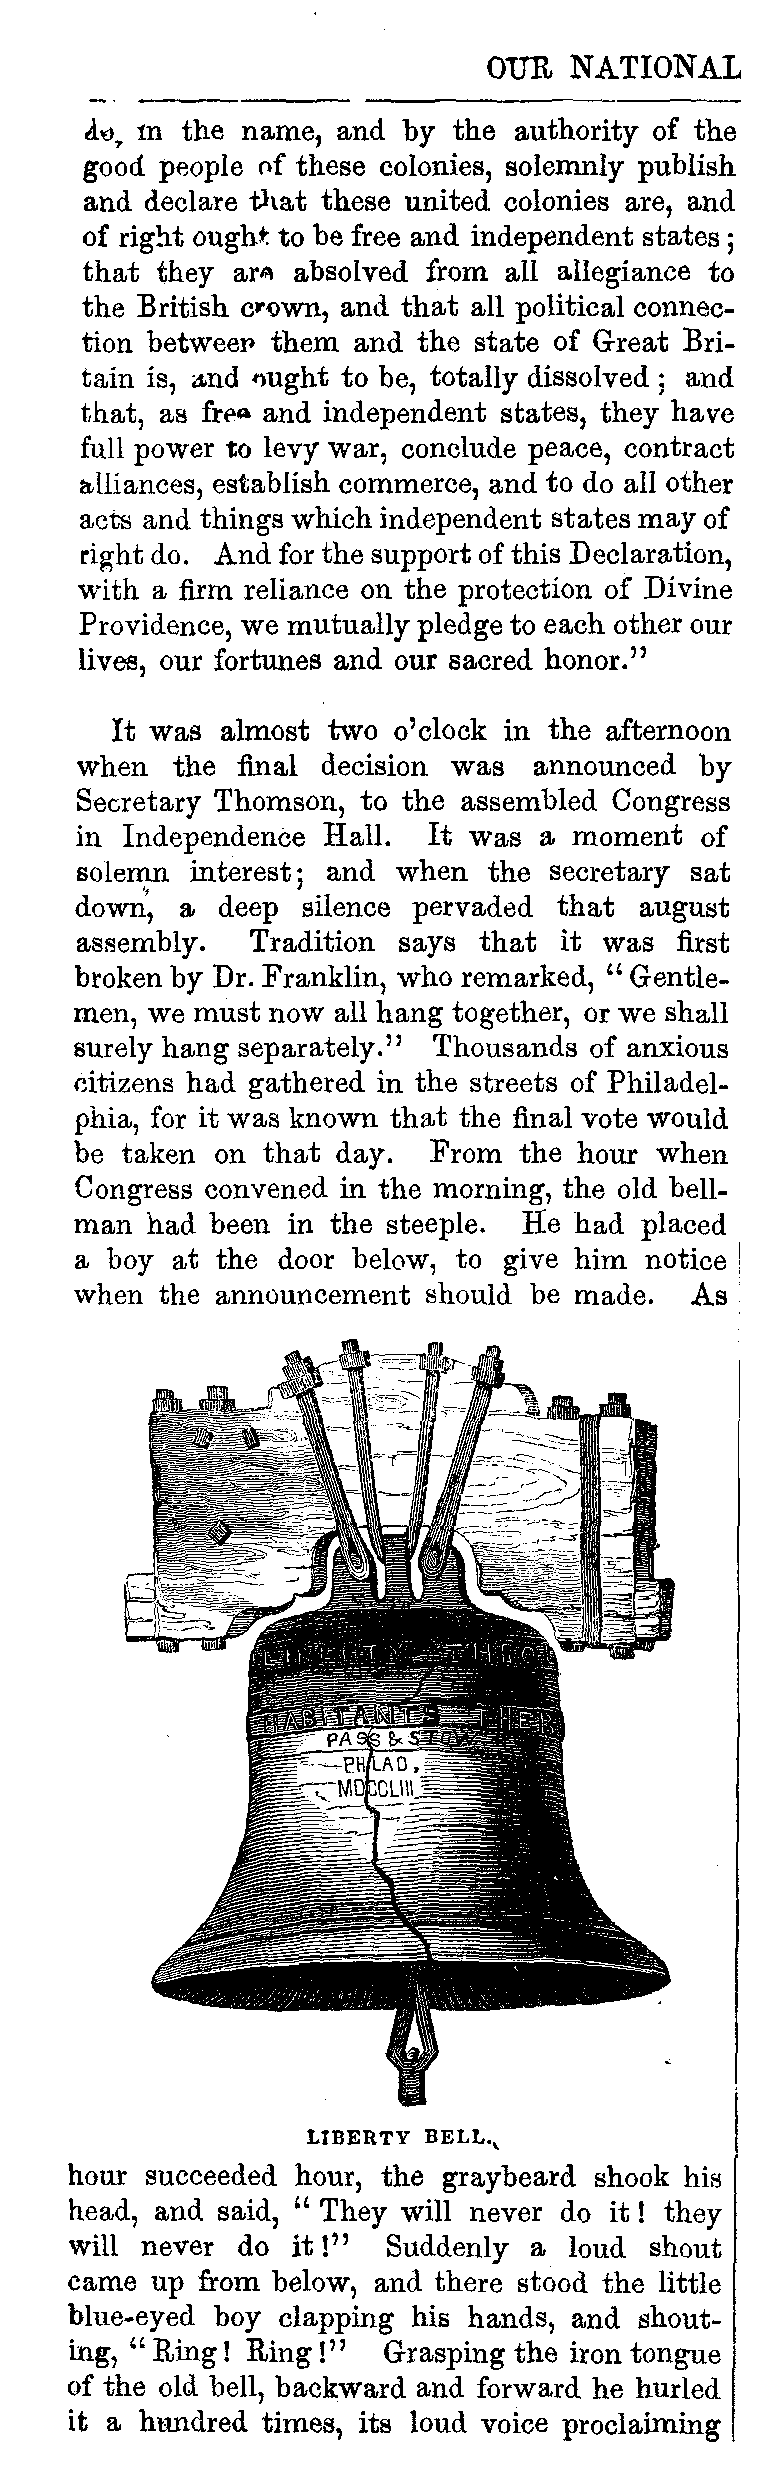 OUR NATIONAL
do, in the name, and by the authority of the
good people of these colonies, solemnly publish
and declare that these united colonies are, and
of right ought to be free and independent states;
that they are absolved from all allegiance to
the British crown, and that all political connec-
tion between them and the state of Great Bri-
tain is, and ought to be, totally dissolved; and
that, as free and independent states, they have
full power to levy war, conclude peace, contract
alliances, establish commerce, and to do all other
acts and things which independent states may of
right do. And for the support of this Declaration,
with a firm reliance on the protection of Divine
Providence, we mutually pledge to each other our
lives, our fortunes and our sacred honor."
It was almost two o'clock in the afternoon
when the final decision was announced by
Secretary Thomson, to the assembled Congress
in Independence Hall. It was a moment of
solemn interest; and when the secretary sat
down, a deep silence pervaded that august
assembly. Tradition says that it was first
broken by Dr. Franklin, who remarked, "Gentle-
men, we must now all hang together, or we shall
surely hang separately." Thousands of anxious
citizens had gathered in the streets of Philadel-
phia, for it was known that the final vote would
be taken on that day. From the hour when
Congress convened in the morning, the old bell-
man had been in the steeple. He had placed
a boy at the door below, to give him notice
when the announcement should be made. As
THRO
HABITANTS THER
PASS & STOW
PHILAD,
MDCCLIII
LIBERTY BELL.
hour succeeded hour, the graybeard shook his
head, and said, "They will never do it! they
will never do it!" Suddenly a loud shout
came up from below, and there stood the little
blue-eyed boy clapping his hands, and shout-
ing, "Ring! Ring!" Grasping the iron tongue
of the old bell, backward and forward he hurled
it a hundred times, its loud voice proclaiming